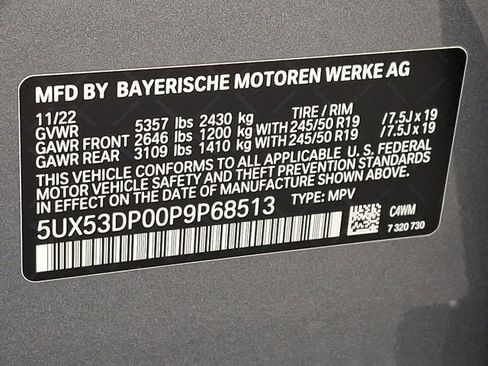 MFD BY BAYERISCHE MOTOREN WERKE AG
11/22 TIRE / RIM
GVWR 5357 lbs 2430 kg
GAWR FRONT 2646 lbs 1200 kg WITH 245/50 R19 / 7.5J x 19
GAWR REAR 3109 lbs 1410 kg WITH 245/50 R19 / 7.5J x 19
THIS VEHICLE CONFORMS TO ALL APPLICABLE U. S. FEDERAL
MOTOR VEHICLE SAFETY AND THEFT PREVENTION STANDARDS
IN EFFECT ON THE DATE OF MANUFACTURE SHOWN ABOVE.
5UX53DP00P9P68513 TYPE: MPV
C4WM
7 320 730